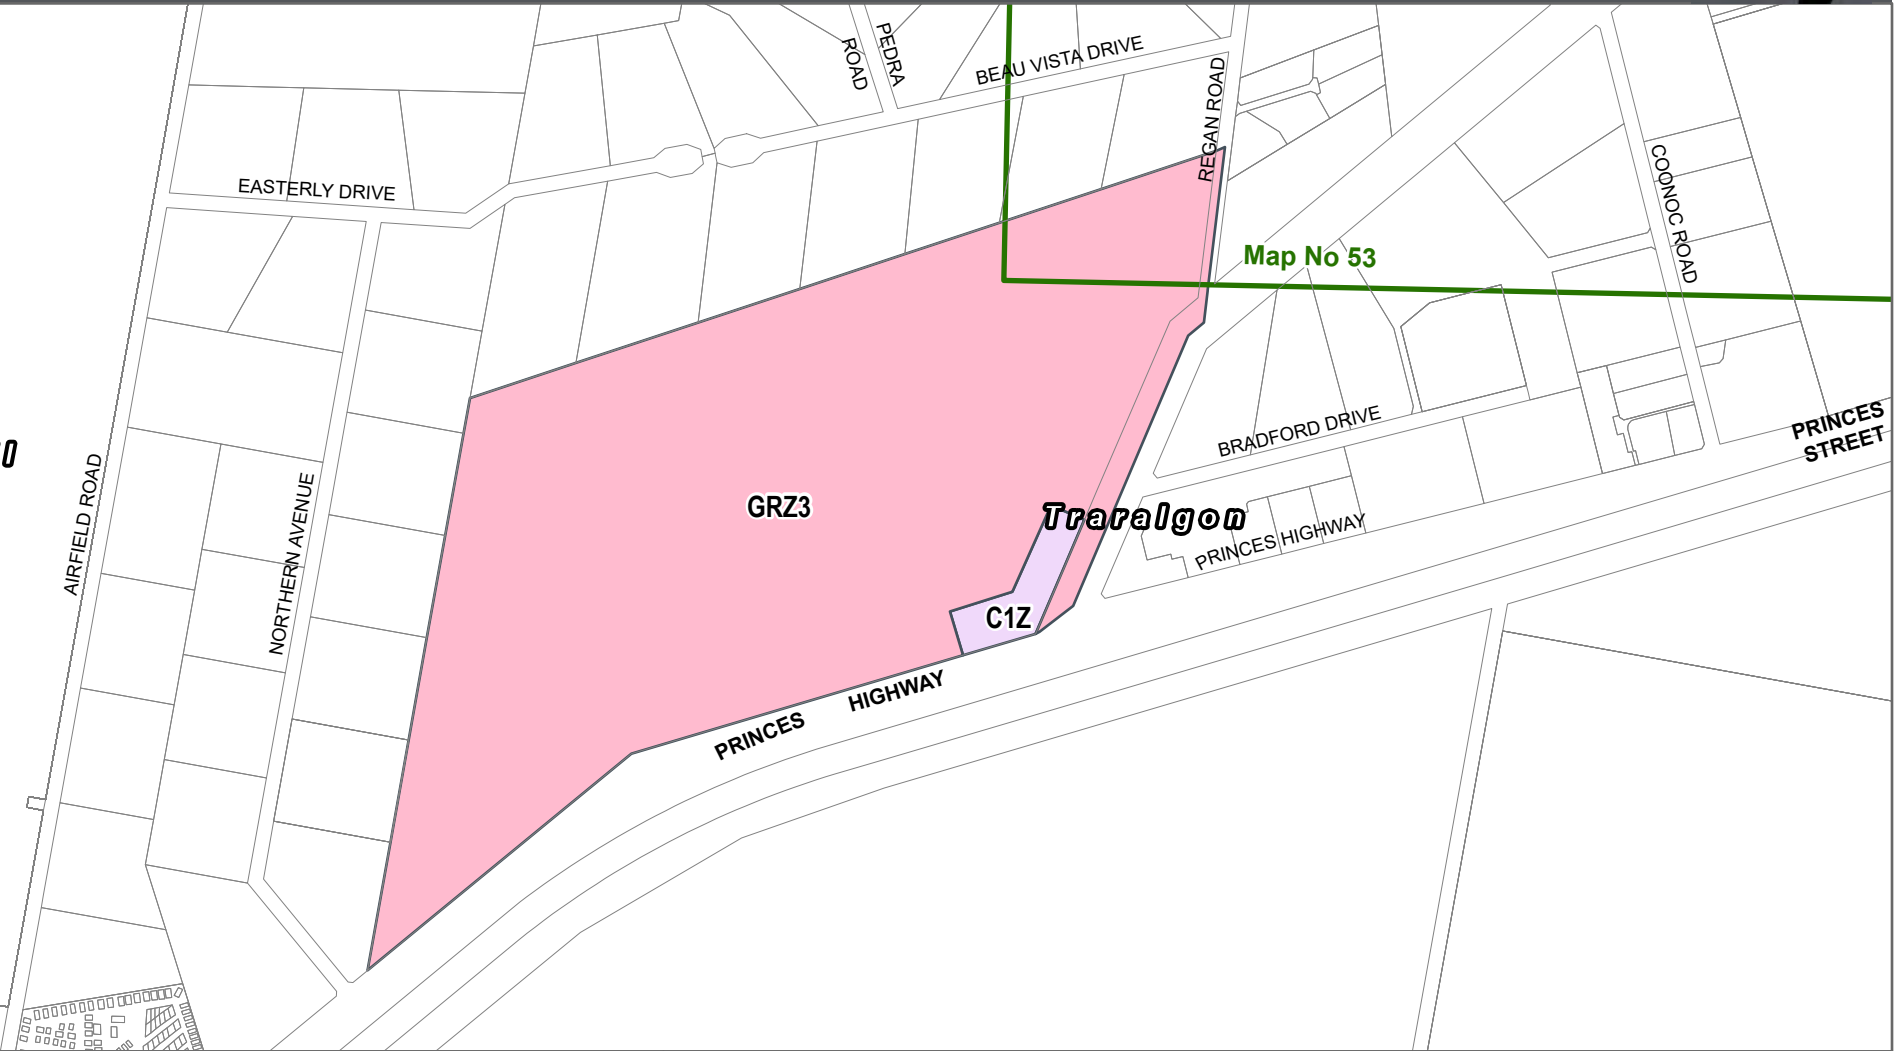 PEDRA
ROAD
BEAU VISTA DRIVE
REGAN ROAD
EASTERLY DRIVE
COONOC ROAD
Map No 53
PRINCES
STREET
BRADFORD DRIVE
AIRFIELD ROAD
NORTHERN AVENUE
GRZ3
Traralgon
PRINCES HIGHWAY
C1Z
PRINCES HIGHWAY